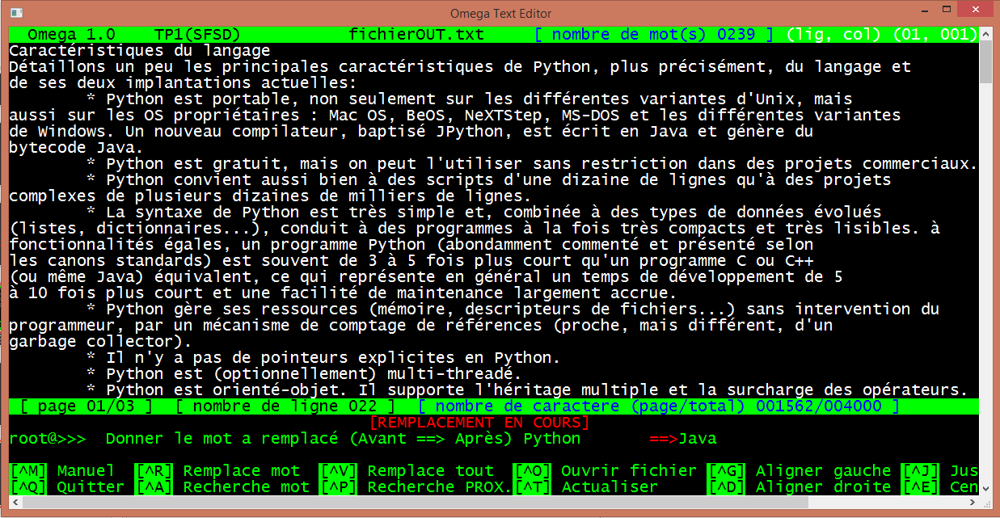 Omega Text Editor
Omega 1.0 TP1(SFSD) fichierOUT.txt [ nombre de mot(s) 0239 ] (lig, col) (01, 001)
Caractéristiques du langage
Détaillons un peu les principales caractéristiques de Python, plus précisément, du langage et
de ses deux implantations actuelles:
* Python est portable, non seulement sur les différentes variantes d'Unix, mais
aussi sur les OS propriétaires : Mac OS, BeOS, NeXTStep, MS-DOS et les différentes variantes
de Windows. Un nouveau compilateur, baptisé JPython, est écrit en Java et génère du
bytecode Java.
* Python est gratuit, mais on peut l'utiliser sans restriction dans des projets commerciaux.
* Python convient aussi bien à des scripts d'une dizaine de lignes qu'à des projets
complexes de plusieurs dizaines de milliers de lignes.
* La syntaxe de Python est très simple et, combinée à des types de données évolués
(listes, dictionnaires...), conduit à des programmes à la fois très compacts et très lisibles. à
fonctionnalités égales, un programme Python (abondamment commenté et présenté selon
les canons standards) est souvent de 3 à 5 fois plus court qu'un programme C ou C++
(ou même Java) équivalent, ce qui représente en général un temps de développement de 5
à 10 fois plus court et une facilité de maintenance largement accrue.
* Python gère ses ressources (mémoire, descripteurs de fichiers...) sans intervention du
programmeur, par un mécanisme de comptage de références (proche, mais différent, d'un
garbage collector).
* Il n'y a pas de pointeurs explicites en Python.
* Python est (optionnellement) multi-threadé.
* Python est orienté-objet. Il supporte l'héritage multiple et la surcharge des opérateurs.
[ page 01/03 ] [ nombre de ligne 022 ] [ nombre de caractere (page/total) 001562/004000 ]
[REMPLACEMENT EN COURS]
root@>>> Donner le mot a remplacé (Avant ==> Après) Python ==>Java
[^M] Manuel [^R] Remplace mot [^V] Remplace tout [^O] Ouvrir fichier [^G] Aligner gauche [^J] Jus
[^Q] Quitter [^A] Recherche mot [^P] Recherche PROX. [^T] Actualiser [^D] Aligner droite [^E] Cen